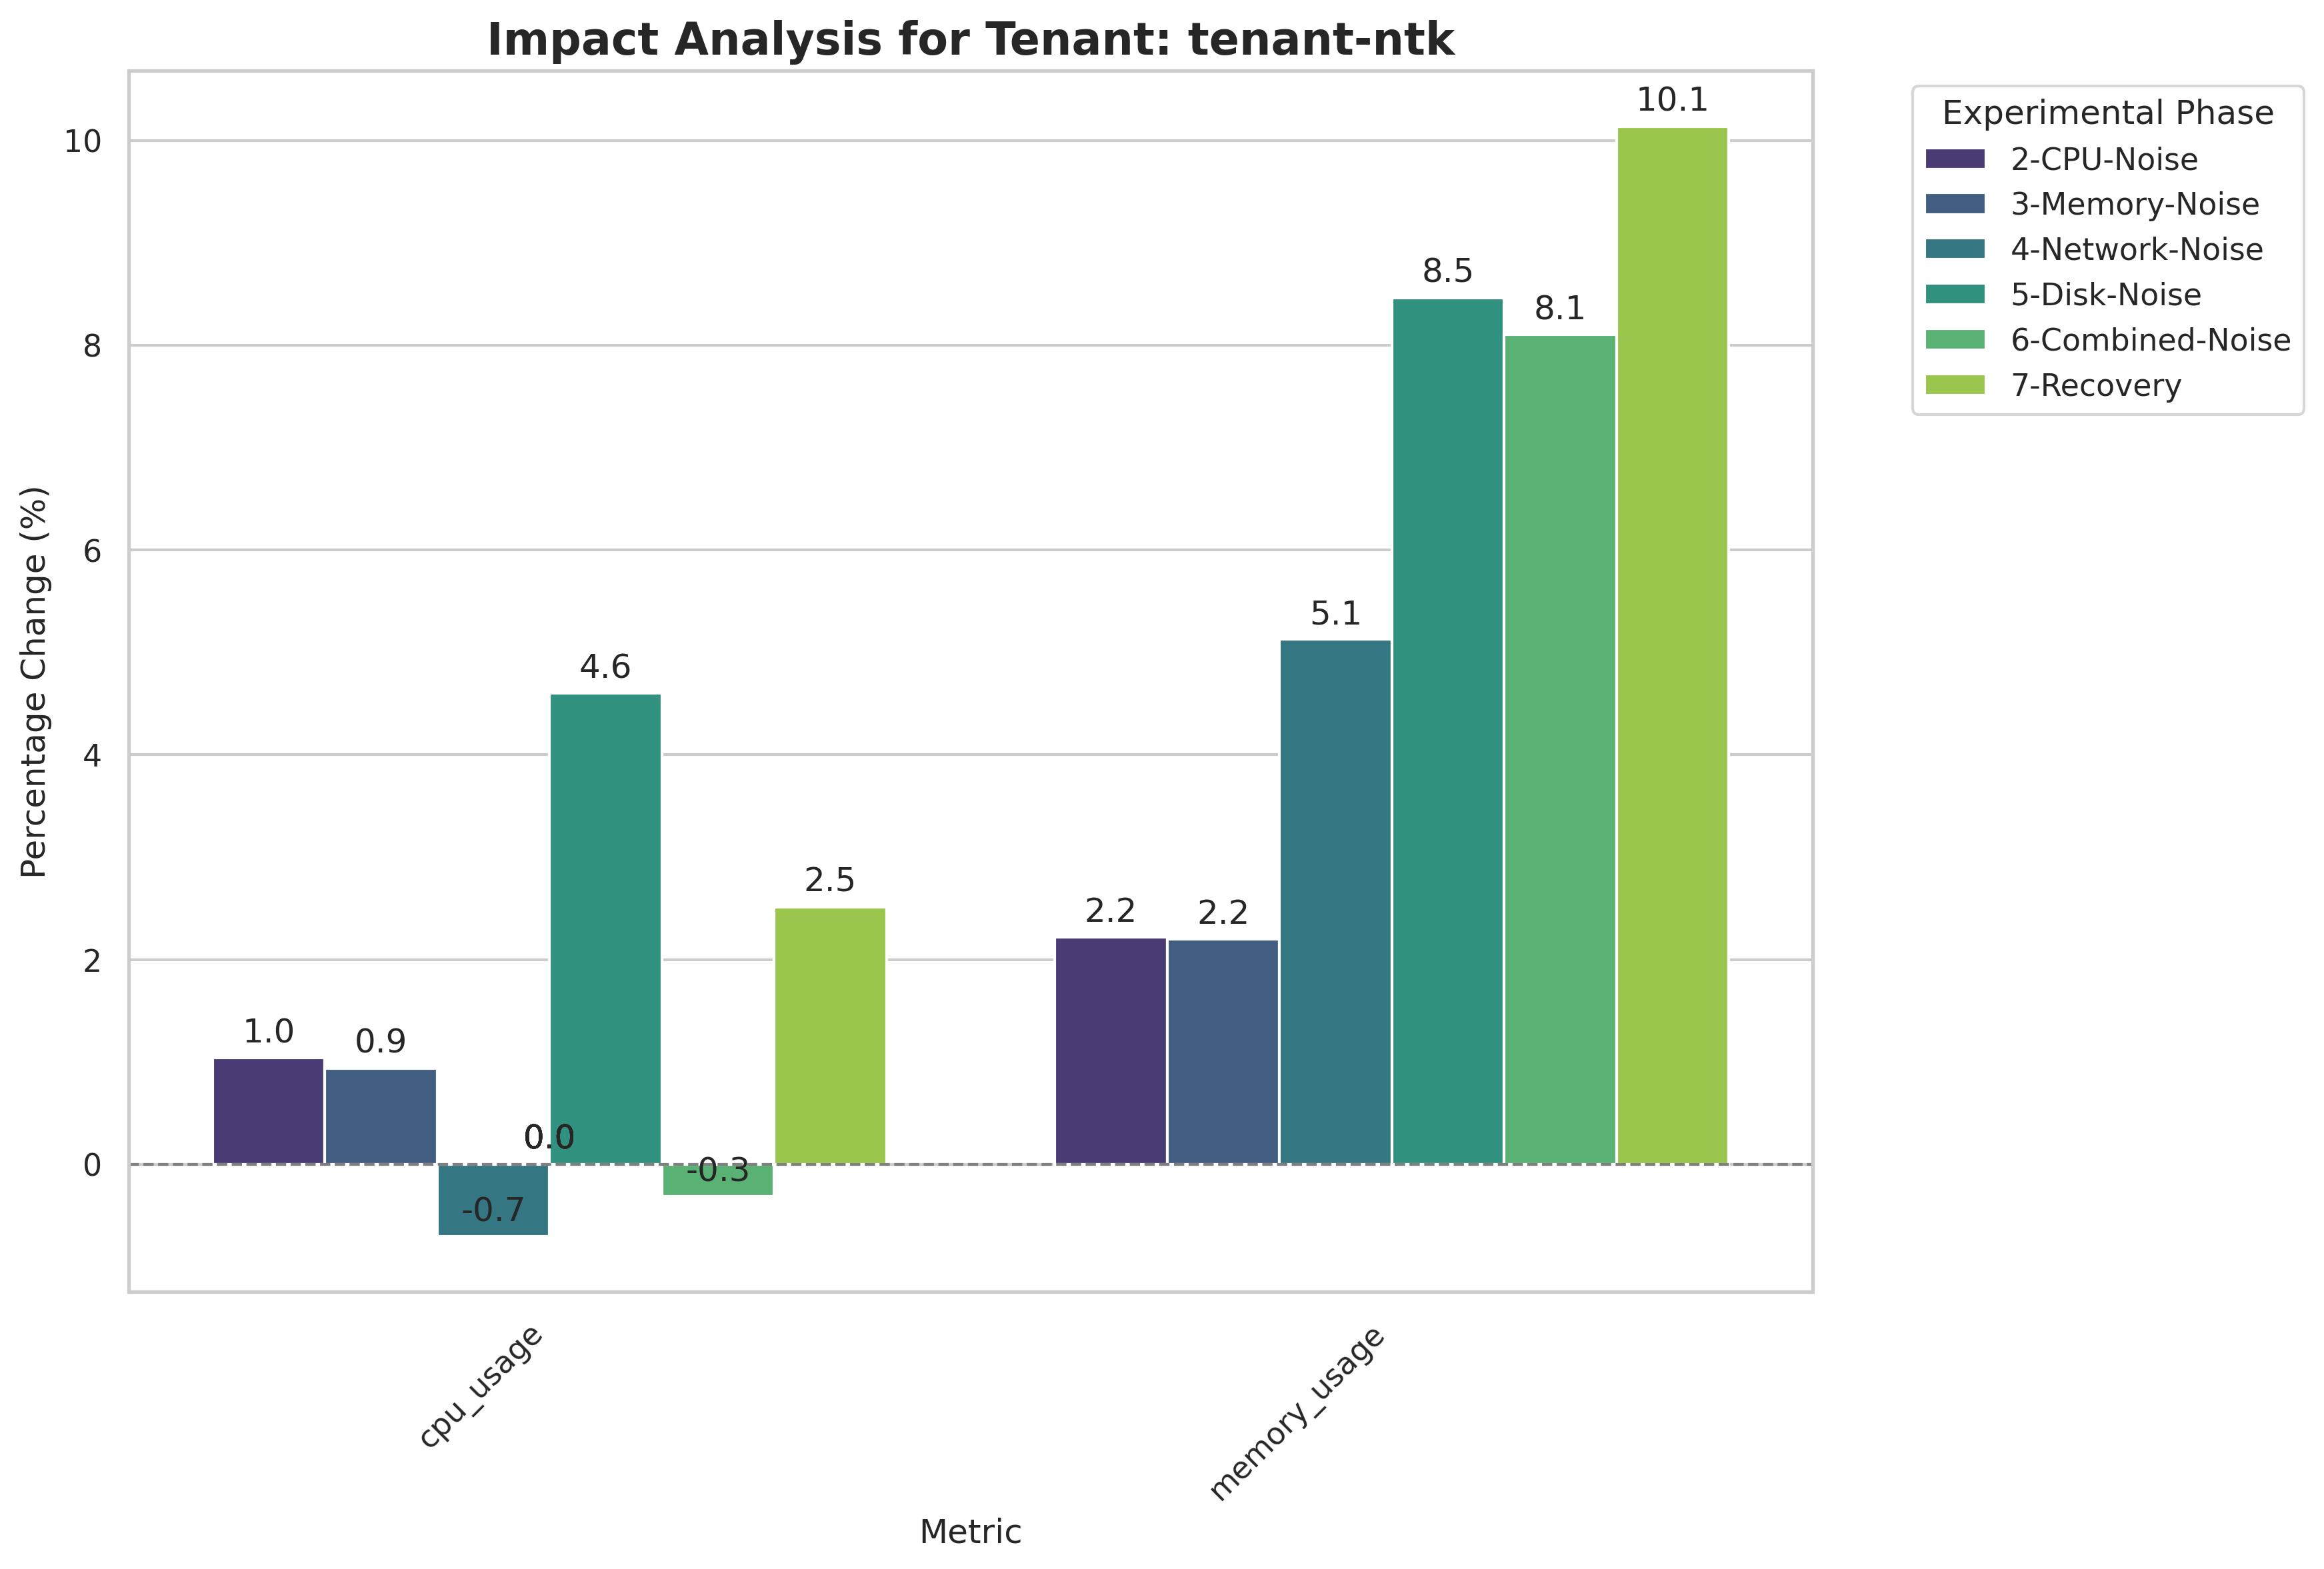 Impact Analysis for Tenant: tenant-ntk
Experimental Phase
2-CPU-Noise
3-Memory-Noise
4-Network-Noise
5-Disk-Noise
6-Combined-Noise
7-Recovery
Percentage Change (%)
10
8
6
4
2
0
1.0
0.9
-0.7
0.0
4.6
-0.3
2.5
2.2
2.2
5.1
8.5
8.1
10.1
cpu_usage
memory_usage
Metric